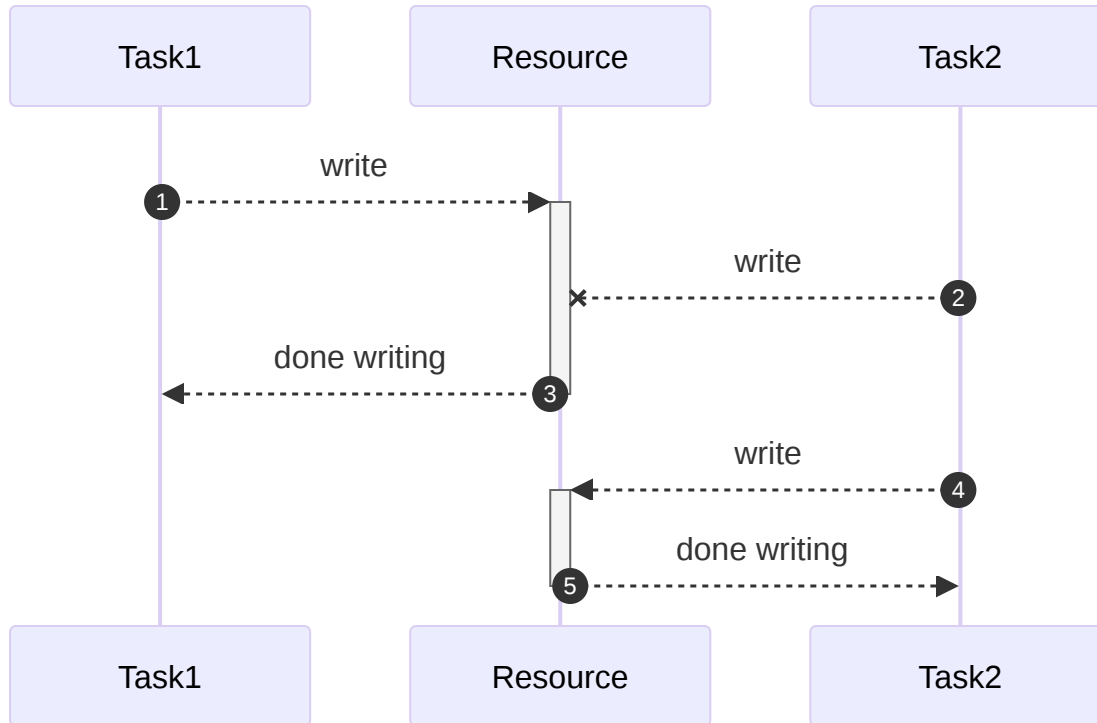 Task1
Resource
Task2
write
1
write
2
done writing
3
write
4
done writing
5
Task1
Resource
Task2